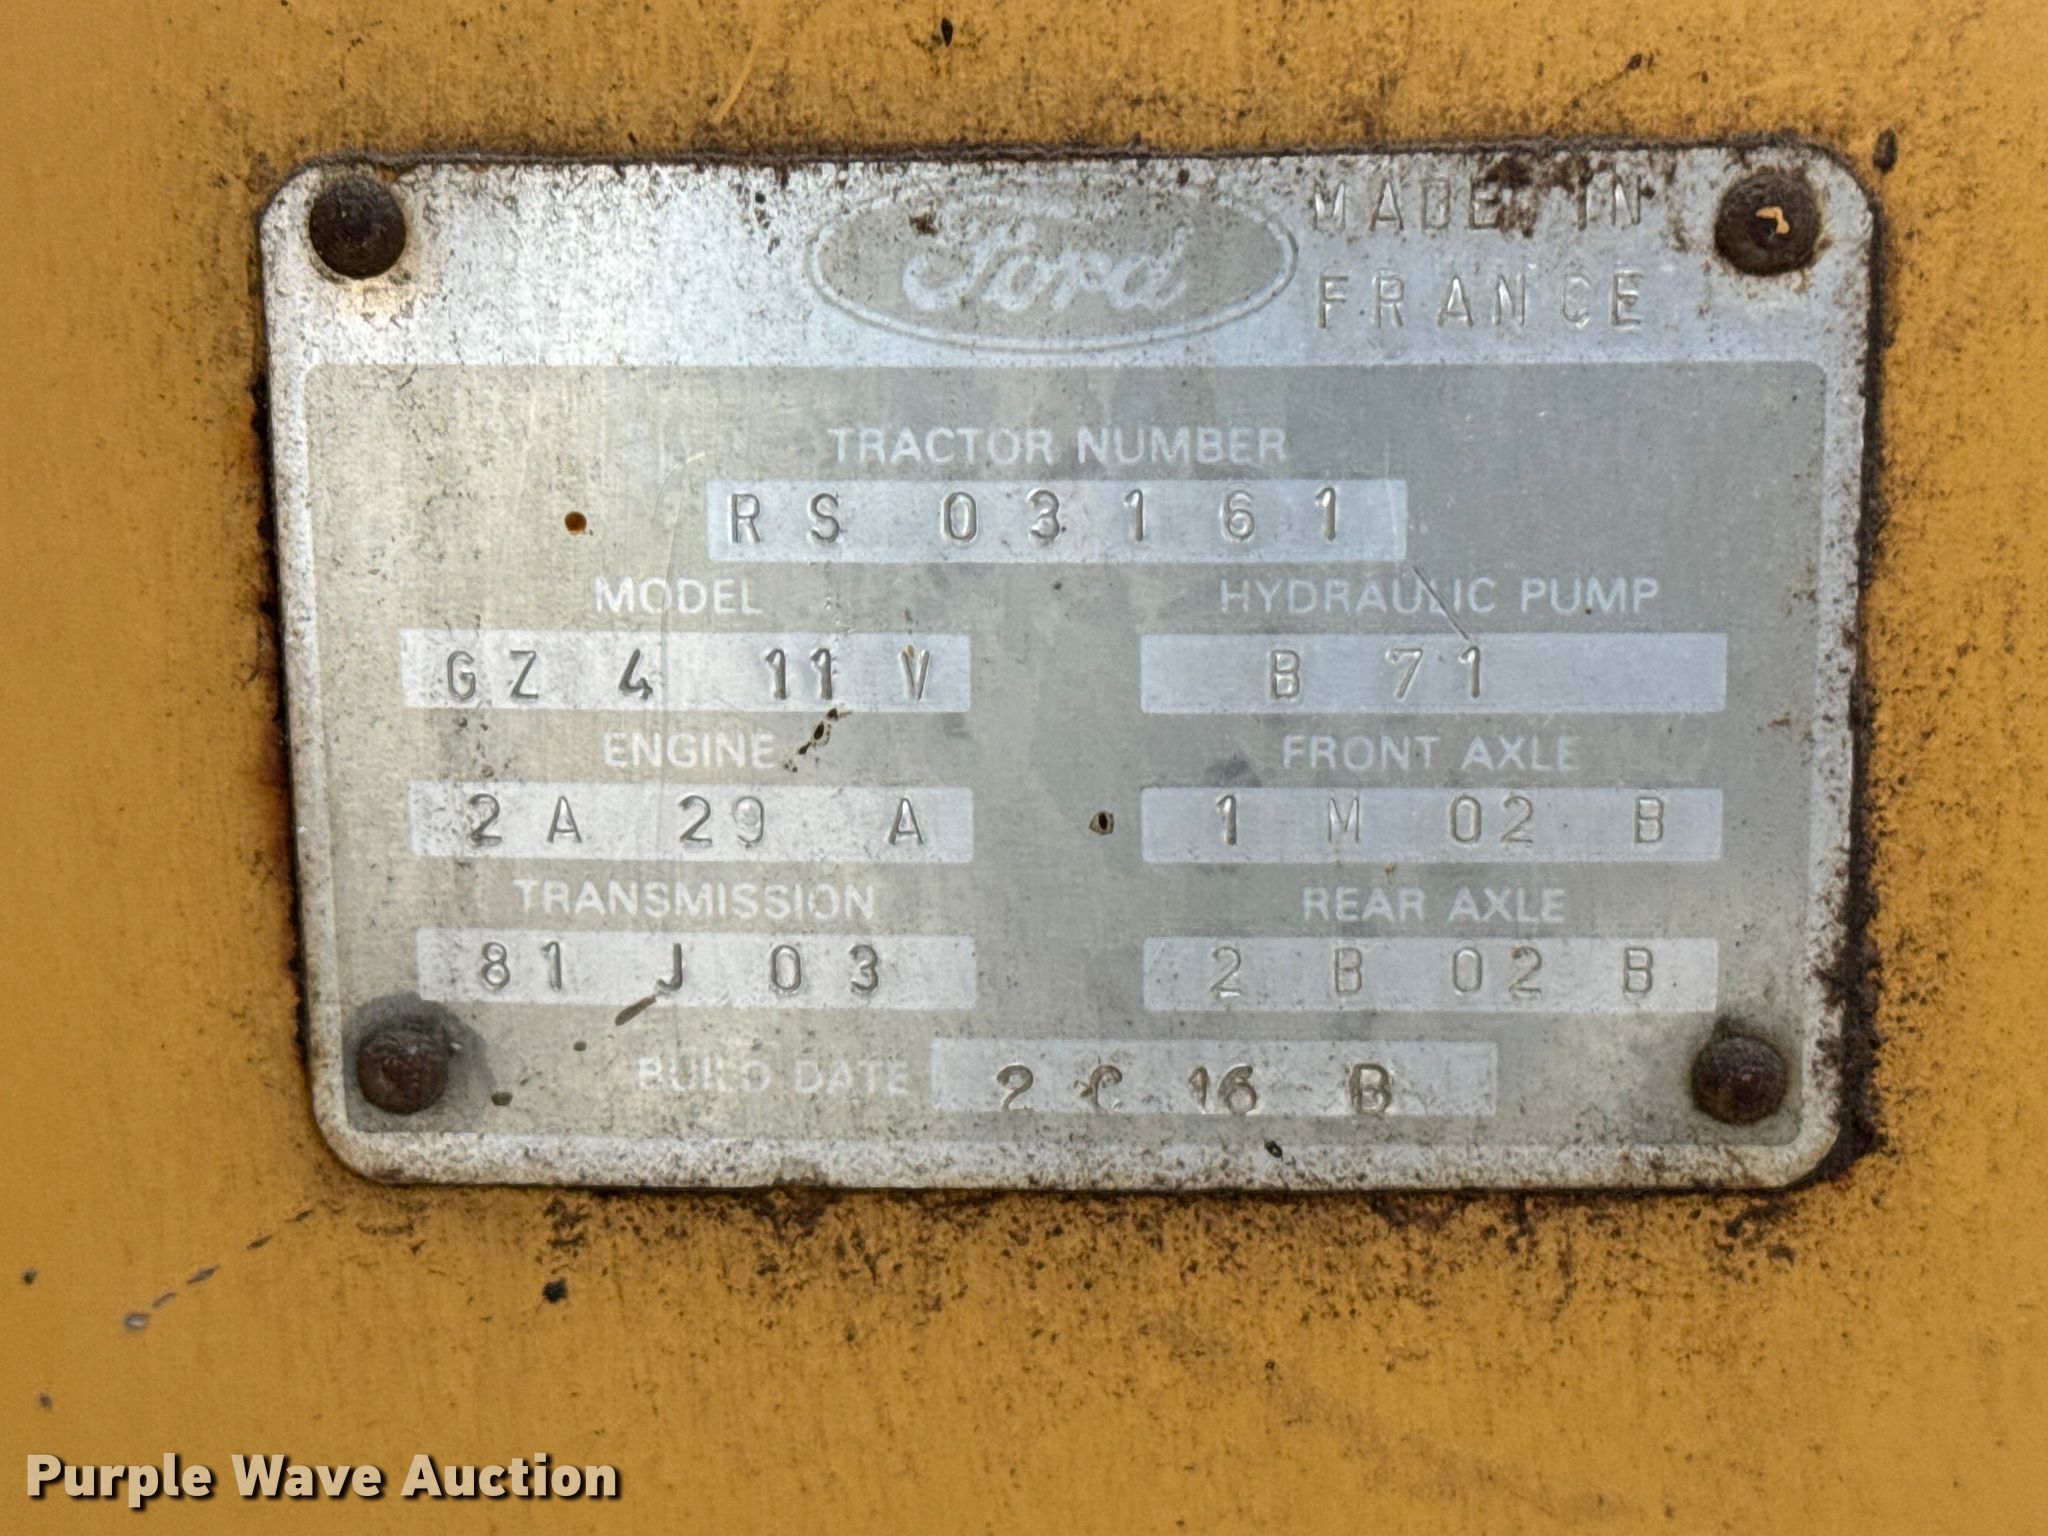 Ford MADE IN
FRANCE
TRACTOR NUMBER
RS 03161
MODEL HYDRAULIC PUMP
GZ 4 11 V B 71
ENGINE FRONT AXLE
2A 29 A 1 M 02 B
TRANSMISSION REAR AXLE
81 J 03 2 B 02 B
BUILD DATE 2 C 16 B
Purple Wave Auction